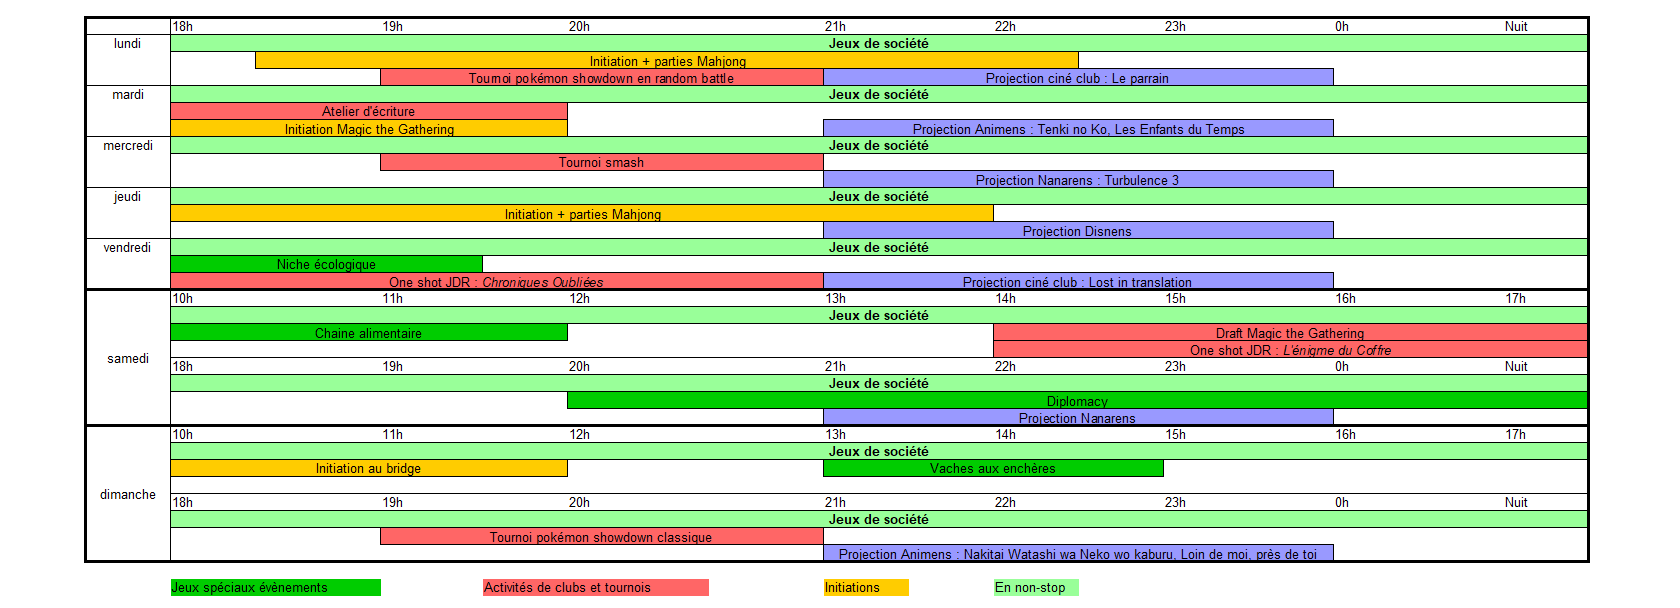 18h 19h 20h 21h 22h 23h 0h Nuit
lundi Jeux de société
Initiation + parties Mahjong
Tournoi pokémon showdown en random battle Projection ciné club : Le parrain
mardi Jeux de société
Atelier d'écriture
Initiation Magic the Gathering Projection Animens : Tenki no Ko, Les Enfants du Temps
mercredi Jeux de société
Tournoi smash
Projection Nanarens : Turbulence 3
jeudi Jeux de société
Initiation + parties Mahjong
Projection Disnens
vendredi Jeux de société
Niche écologique
One shot JDR : Chroniques Oubliées Projection ciné club : Lost in translation
10h 11h 12h 13h 14h 15h 16h 17h
Jeux de société
Chaine alimentaire Draft Magic the Gathering
One shot JDR : L'énigme du Coffre
samedi
18h 19h 20h 21h 22h 23h 0h Nuit
Jeux de société
Diplomacy
Projection Nanarens
10h 11h 12h 13h 14h 15h 16h 17h
Jeux de société
Initiation au bridge Vaches aux enchères
dimanche
18h 19h 20h 21h 22h 23h 0h Nuit
Jeux de société
Tournoi pokémon showdown classique
Projection Animens : Nakitai Watashi wa Neko wo kaburu, Loin de moi, près de toi
Jeux spéciaux évènements Activités de clubs et tournois Initiations En non-stop